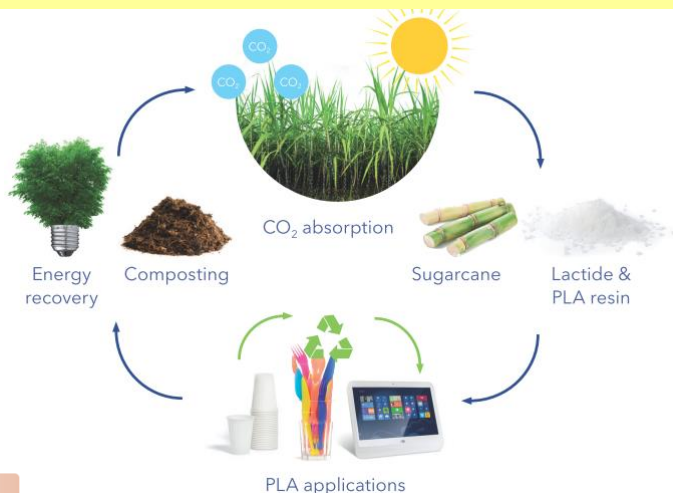 CO₂
CO₂
CO₂
CO₂ absorption
Energy
recovery
Composting
Sugarcane
Lactide &
PLA resin
PLA applications